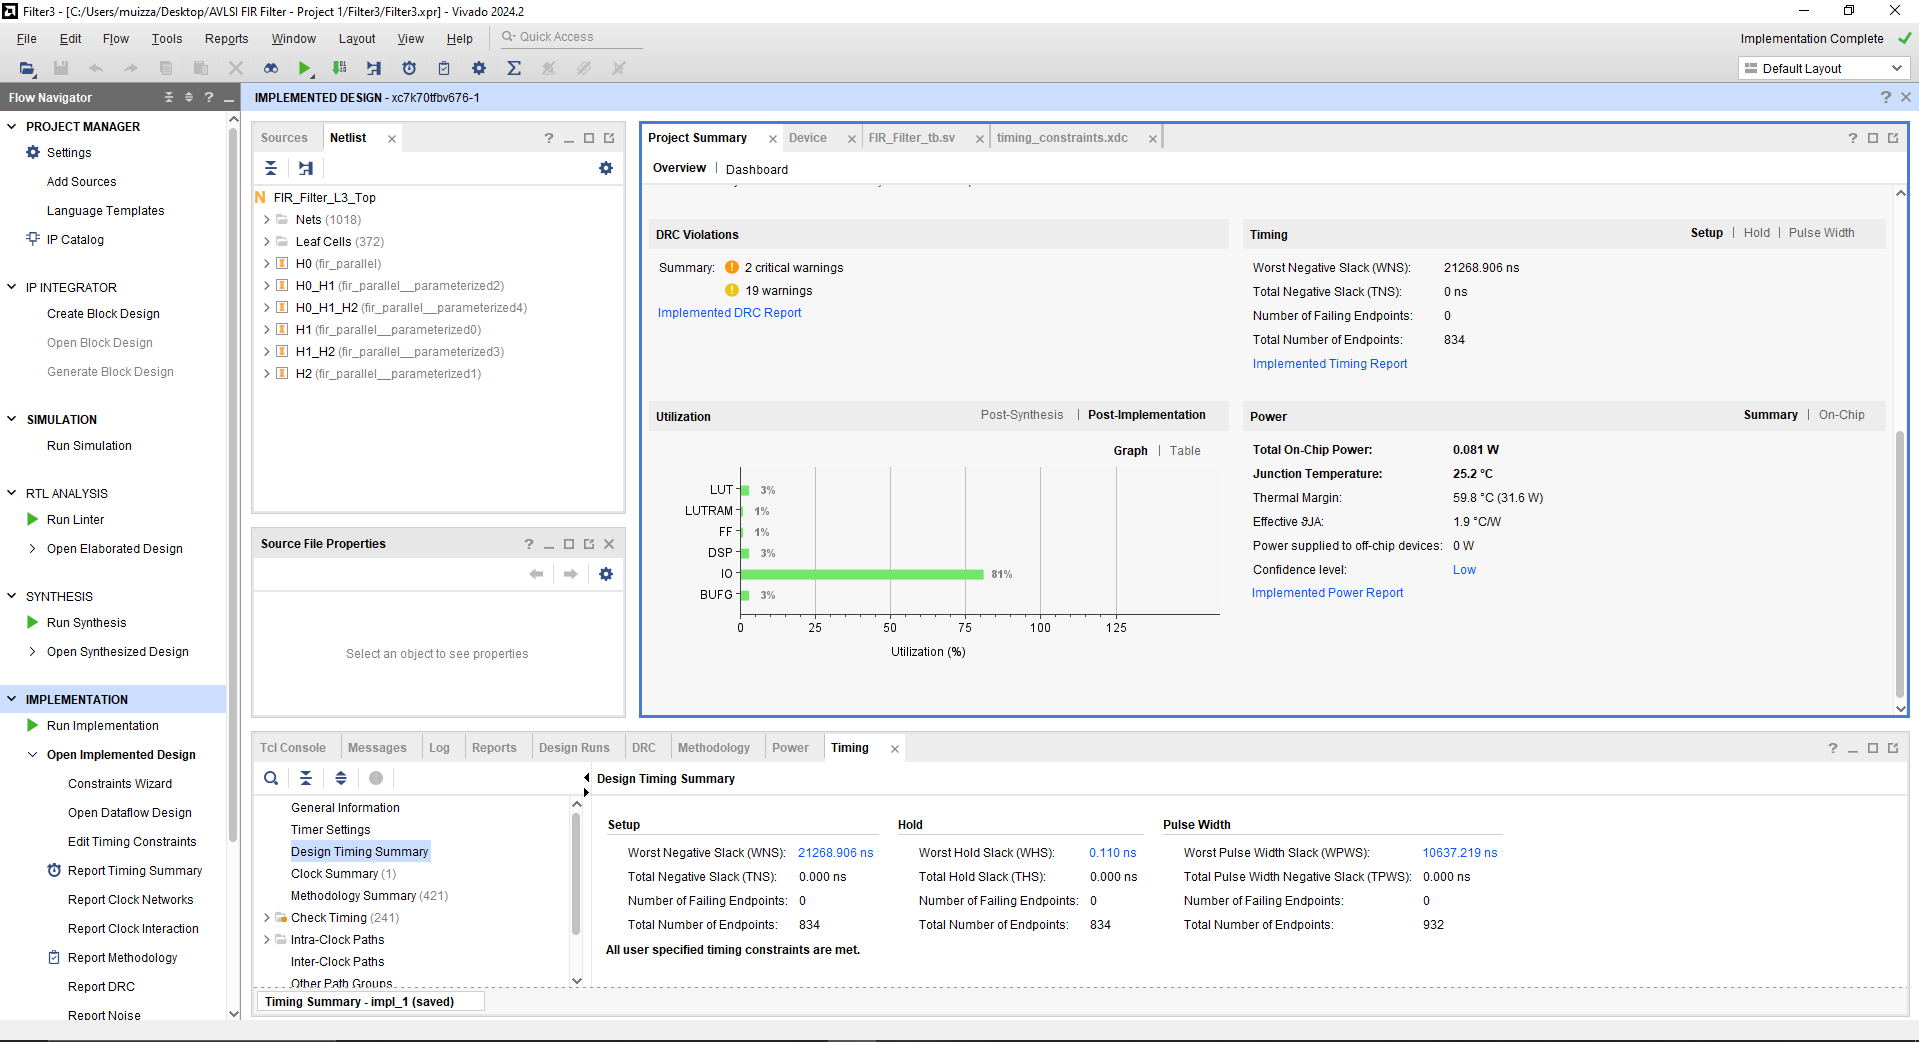 Filter3 - [C:/Users/muizza/Desktop/AVLSI FIR Filter - Project 1/Filter3/Filter3.xpr] - Vivado 2024.2
File Edit Flow Tools Reports Window Layout View Help Quick Access
Implementation Complete
Default Layout
Flow Navigator
PROJECT MANAGER
Settings
Add Sources
Language Templates
IP Catalog
IP INTEGRATOR
Create Block Design
Open Block Design
Generate Block Design
SIMULATION
Run Simulation
RTL ANALYSIS
Run Linter
Open Elaborated Design
SYNTHESIS
Run Synthesis
Open Synthesized Design
IMPLEMENTATION
Run Implementation
Open Implemented Design
Constraints Wizard
Open Dataflow Design
Edit Timing Constraints
Report Timing Summary
Report Clock Networks
Report Clock Interaction
Report Methodology
Report DRC
Report Noise
IMPLEMENTED DESIGN - xc7k70tfbv676-1
Sources Netlist
FIR_Filter_L3_Top
Nets (1018)
Leaf Cells (372)
H0 (fir_parallel)
H0_H1 (fir_parallel__parameterized2)
H0_H1_H2 (fir_parallel__parameterized4)
H1 (fir_parallel__parameterized0)
H1_H2 (fir_parallel__parameterized3)
H2 (fir_parallel__parameterized1)
Source File Properties
Select an object to see properties
Project Summary Device FIR_Filter_tb.sv timing_constraints.xdc
Overview | Dashboard
DRC Violations
Summary: 2 critical warnings
19 warnings
Implemented DRC Report
Timing Setup | Hold | Pulse Width
Worst Negative Slack (WNS): 21268.906 ns
Total Negative Slack (TNS): 0 ns
Number of Failing Endpoints: 0
Total Number of Endpoints: 834
Implemented Timing Report
Utilization Post-Synthesis | Post-Implementation
Graph | Table
LUT 3%
LUTRAM 1%
FF 1%
DSP 3%
IO 81%
BUFG 3%
0 25 50 75 100 125
Utilization (%)
Power Summary | On-Chip
Total On-Chip Power: 0.081 W
Junction Temperature: 25.2 °C
Thermal Margin: 59.8 °C (31.6 W)
Effective ϑJA: 1.9 °C/W
Power supplied to off-chip devices: 0 W
Confidence level: Low
Implemented Power Report
Tcl Console Messages Log Reports Design Runs DRC Methodology Power Timing
General Information
Timer Settings
Design Timing Summary
Clock Summary (1)
Methodology Summary (421)
Check Timing (241)
Intra-Clock Paths
Inter-Clock Paths
Other Path Groups
Design Timing Summary
Setup Hold Pulse Width
Worst Negative Slack (WNS): 21268.906 ns Worst Hold Slack (WHS): 0.110 ns Worst Pulse Width Slack (WPWS): 10637.219 ns
Total Negative Slack (TNS): 0.000 ns Total Hold Slack (THS): 0.000 ns Total Pulse Width Negative Slack (TPWS): 0.000 ns
Number of Failing Endpoints: 0 Number of Failing Endpoints: 0 Number of Failing Endpoints: 0
Total Number of Endpoints: 834 Total Number of Endpoints: 834 Total Number of Endpoints: 932
All user specified timing constraints are met.
Timing Summary - impl_1 (saved)